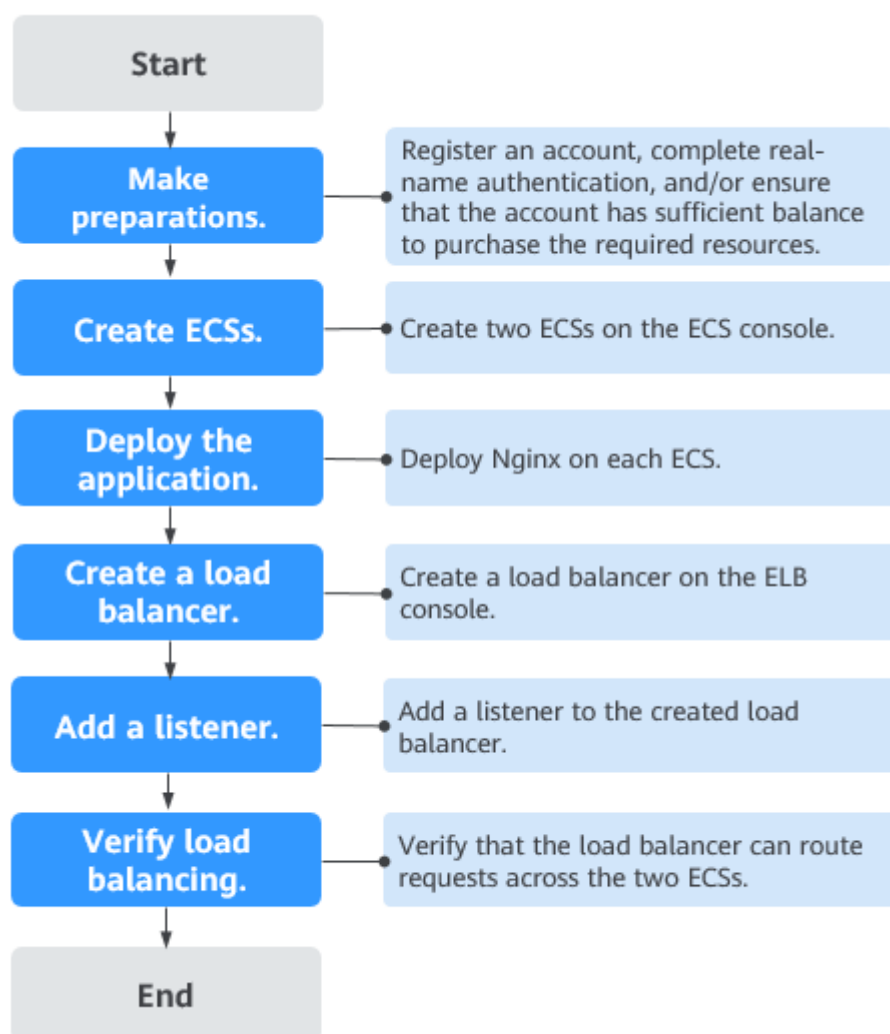 Start
Make
preparations.
Register an account, complete real-
name authentication, and/or ensure
that the account has sufficient balance
to purchase the required resources.
Create ECSs.
Create two ECSs on the ECS console.
Deploy the
application.
Deploy Nginx on each ECS.
Create a load
balancer.
Create a load balancer on the ELB
console.
Add a listener.
Add a listener to the created load
balancer.
Verify load
balancing.
Verify that the load balancer can route
requests across the two ECSs.
End